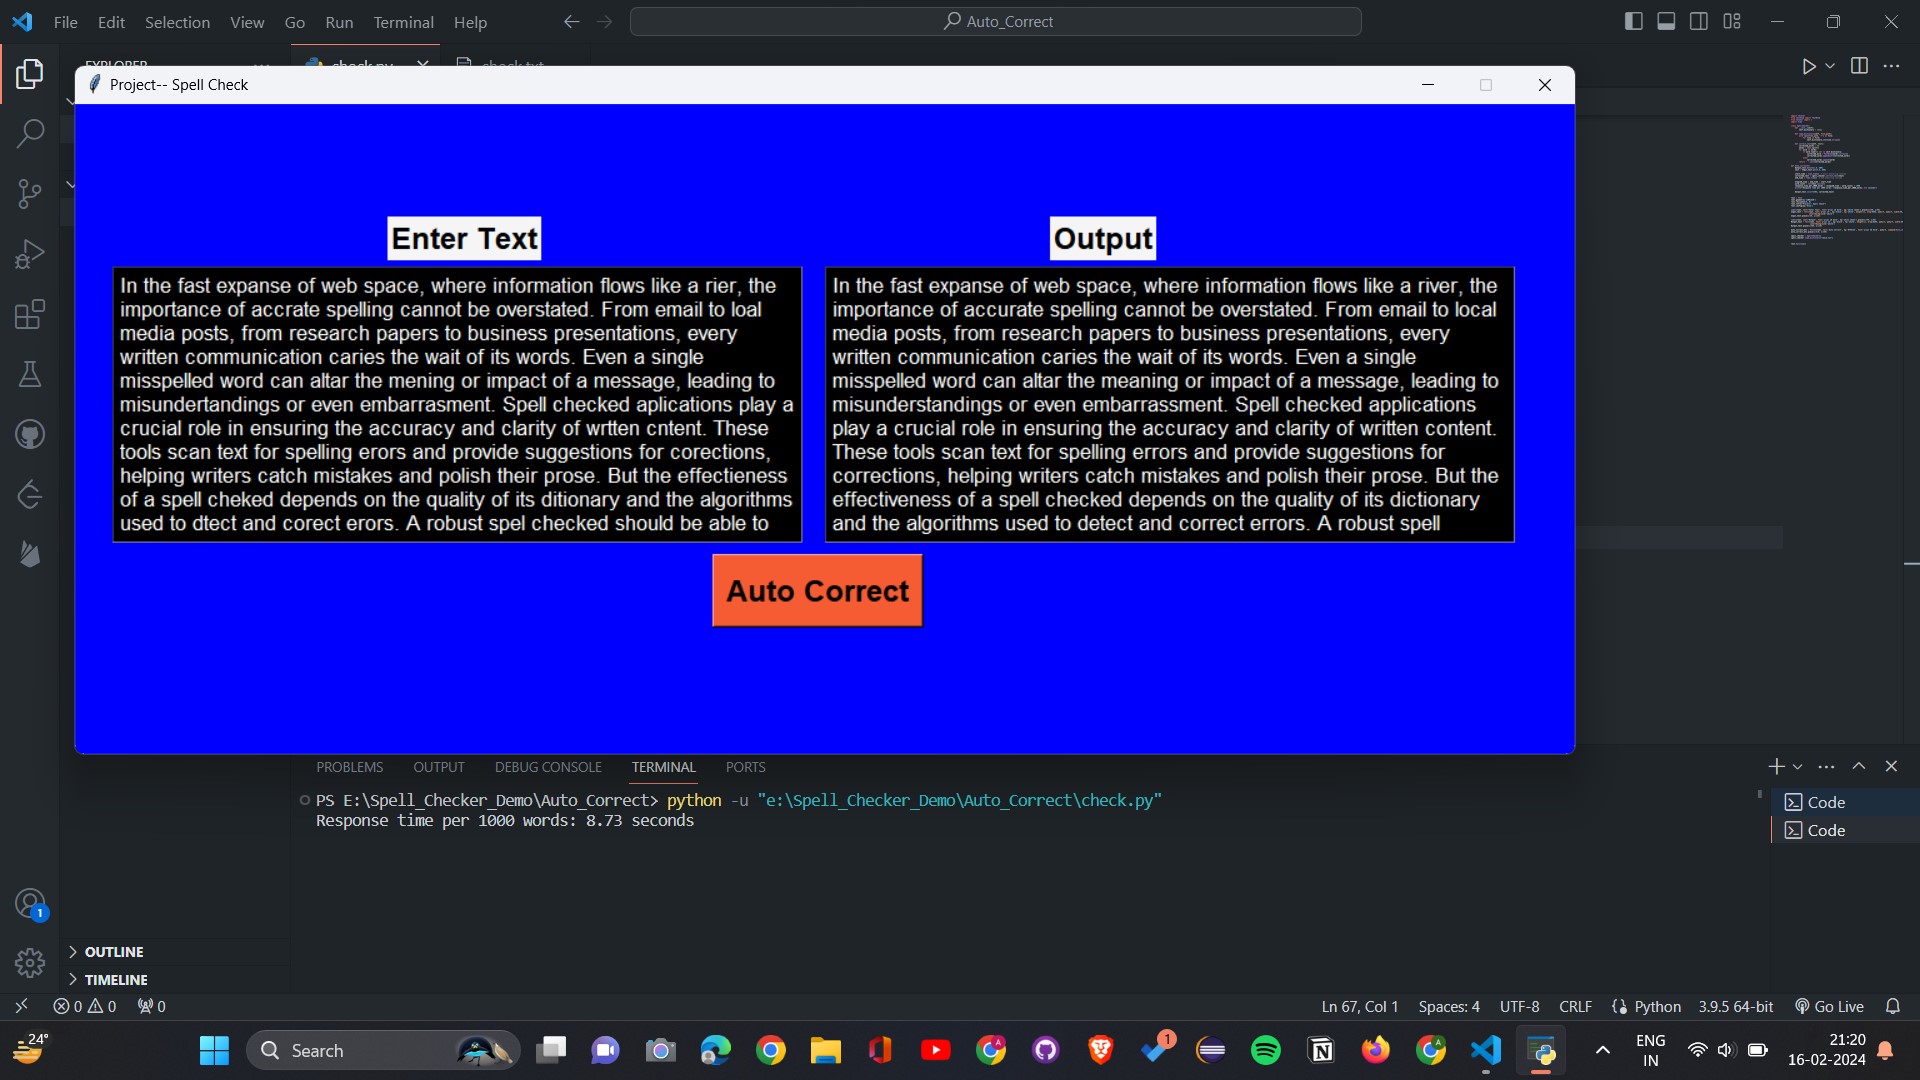 File Edit Selection View Go Run Terminal Help
Auto_Correct
EXPLORER
check.py check.txt
Project-- Spell Check
Enter Text
In the fast expanse of web space, where information flows like a rier, the
importance of accrate spelling cannot be overstated. From email to loal
media posts, from research papers to business presentations, every
written communication caries the wait of its words. Even a single
misspelled word can altar the mening or impact of a message, leading to
misundertandings or even embarrasment. Spell checked aplications play a
crucial role in ensuring the accuracy and clarity of wrtten cntent. These
tools scan text for spelling erors and provide suggestions for corections,
helping writers catch mistakes and polish their prose. But the effectieness
of a spell cheked depends on the quality of its ditionary and the algorithms
used to dtect and corect erors. A robust spel checked should be able to
Output
In the fast expanse of web space, where information flows like a river, the
importance of accurate spelling cannot be overstated. From email to local
media posts, from research papers to business presentations, every
written communication caries the wait of its words. Even a single
misspelled word can altar the meaning or impact of a message, leading to
misunderstandings or even embarrassment. Spell checked applications
play a crucial role in ensuring the accuracy and clarity of written content.
These tools scan text for spelling errors and provide suggestions for
corrections, helping writers catch mistakes and polish their prose. But the
effectiveness of a spell checked depends on the quality of its dictionary
and the algorithms used to detect and correct errors. A robust spell
Auto Correct
PROBLEMS OUTPUT DEBUG CONSOLE TERMINAL PORTS
PS E:\Spell_Checker_Demo\Auto_Correct> python -u "e:\Spell_Checker_Demo\Auto_Correct\check.py"
Response time per 1000 words: 8.73 seconds
Code
Code
1
OUTLINE
TIMELINE
0 0 0
Ln 67, Col 1 Spaces: 4 UTF-8 CRLF Python 3.9.5 64-bit Go Live
24°
Search
1
ENG
IN
21:20
16-02-2024